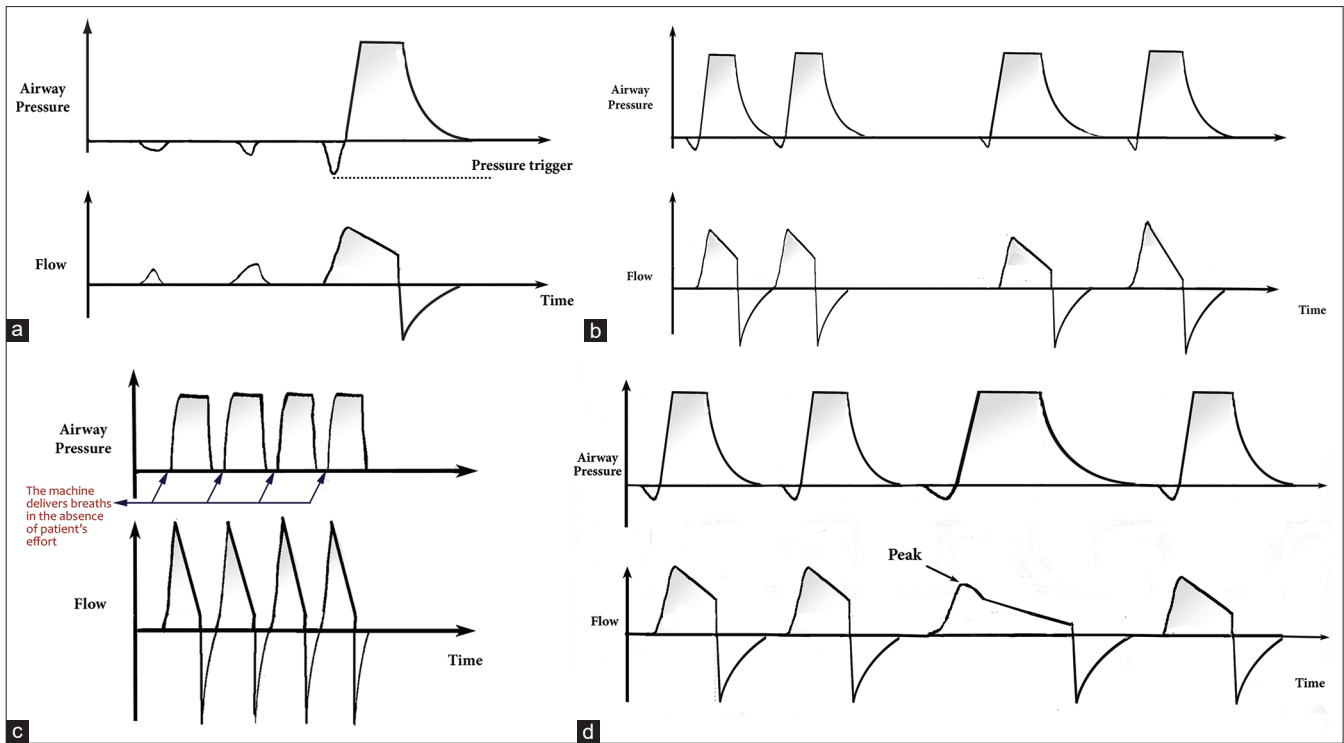 Airway
Pressure
Pressure trigger
Flow
Time
a
Airway
Pressure
Flow
Time
b
Airway
Pressure
The machine
delivers breaths
in the absence
of patient's
effort
Flow
Time
c
Airway
Pressure
Peak
Flow
Time
d